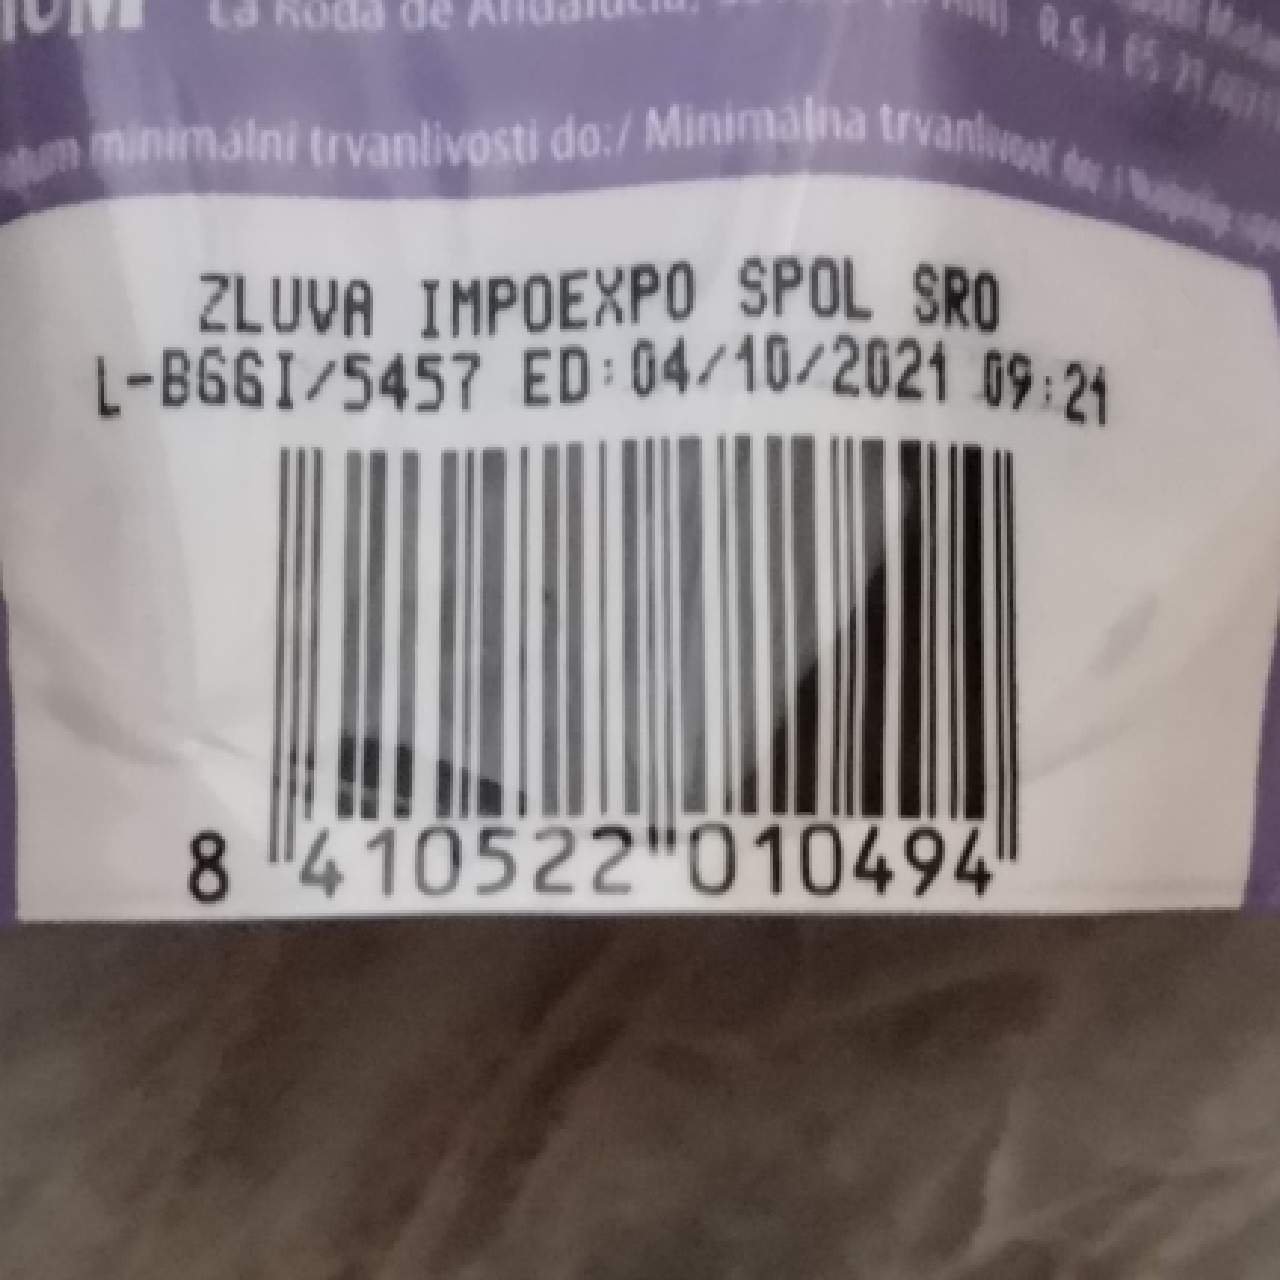 La Roda de Andalucía,
R.S.I.
minimální trvanlivosti do:/ Minimálna trvanlivosť do:
ZLUVA IMPOEXPO SPOL SRO
L-BGGI/5457 ED:04/10/2021 09:21
8 410522 010494